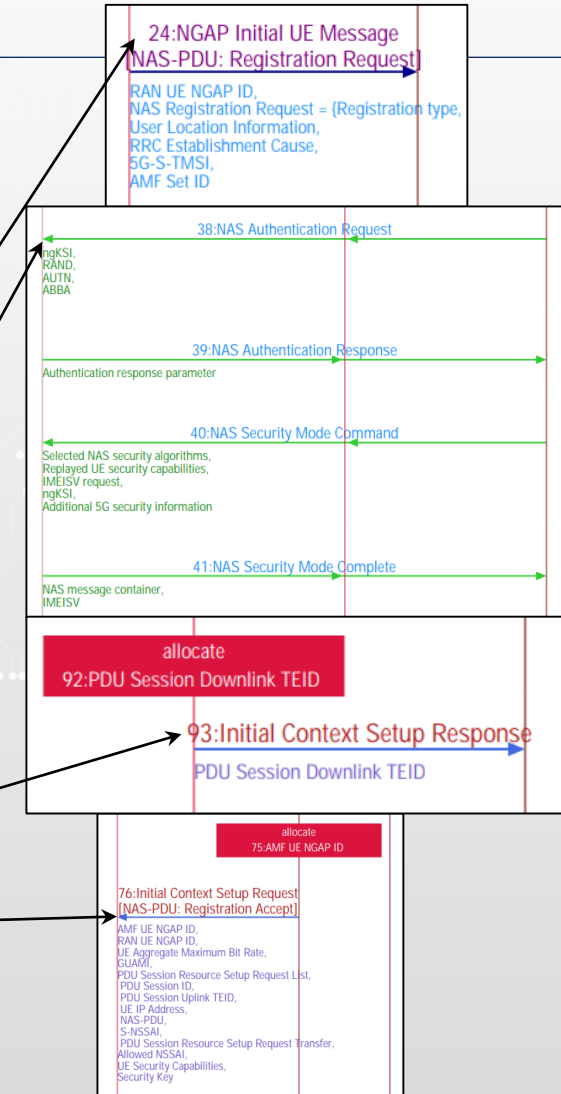 24:NGAP Initial UE Message
[NAS-PDU: Registration Request]
RAN UE NGAP ID,
NAS Registration Request = {Registration type,
User Location Information,
RRC Establishment Cause,
5G-S-TMSI,
AMF Set ID
38:NAS Authentication Request
ngKSI,
RAND,
AUTN,
ABBA
39:NAS Authentication Response
Authentication response parameter
40:NAS Security Mode Command
Selected NAS security algorithms,
Replayed UE security capabilities,
IMEISV request,
ngKSI,
Additional 5G security information
41:NAS Security Mode Complete
NAS message container,
IMEISV
allocate
92:PDU Session Downlink TEID
93:Initial Context Setup Response
PDU Session Downlink TEID
allocate
75:AMF UE NGAP ID
76:Initial Context Setup Request
[NAS-PDU: Registration Accept]
AMF UE NGAP ID,
RAN UE NGAP ID,
UE Aggregate Maximum Bit Rate,
GUAMI,
PDU Session Resource Setup Request List,
PDU Session ID,
PDU Session Uplink TEID,
UE IP Address,
NAS-PDU,
S-NSSAI,
PDU Session Resource Setup Request Transfer,
Allowed NSSAI,
UE Security Capabilities,
Security Key